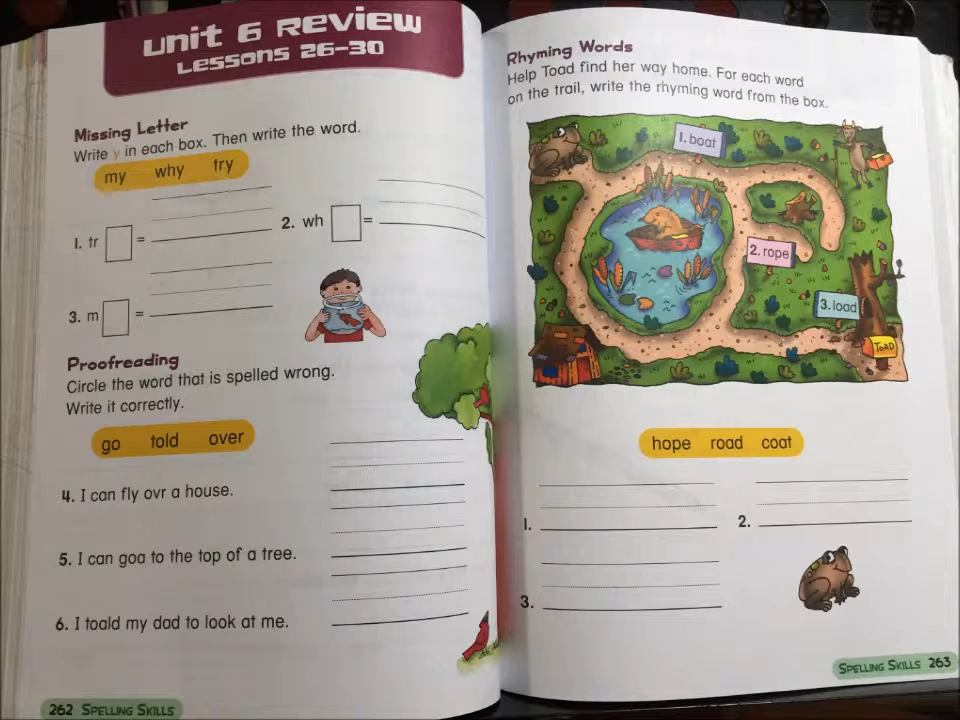 Unit 6 Review
Lessons 26–30
Missing Letter
Write y in each box. Then write the word.
my why try
1. tr =
2. wh =
3. m =
Proofreading
Circle the word that is spelled wrong.
Write it correctly.
go told over
4. I can fly ovr a house.
5. I can goa to the top of a tree.
6. I toald my dad to look at me.
262 Spelling Skills
Rhyming Words
Help Toad find her way home. For each word
on the trail, write the rhyming word from the box.
1. boat
2. rope
3. load
TOAD
hope road coat
1.
2.
3.
Spelling Skills 263